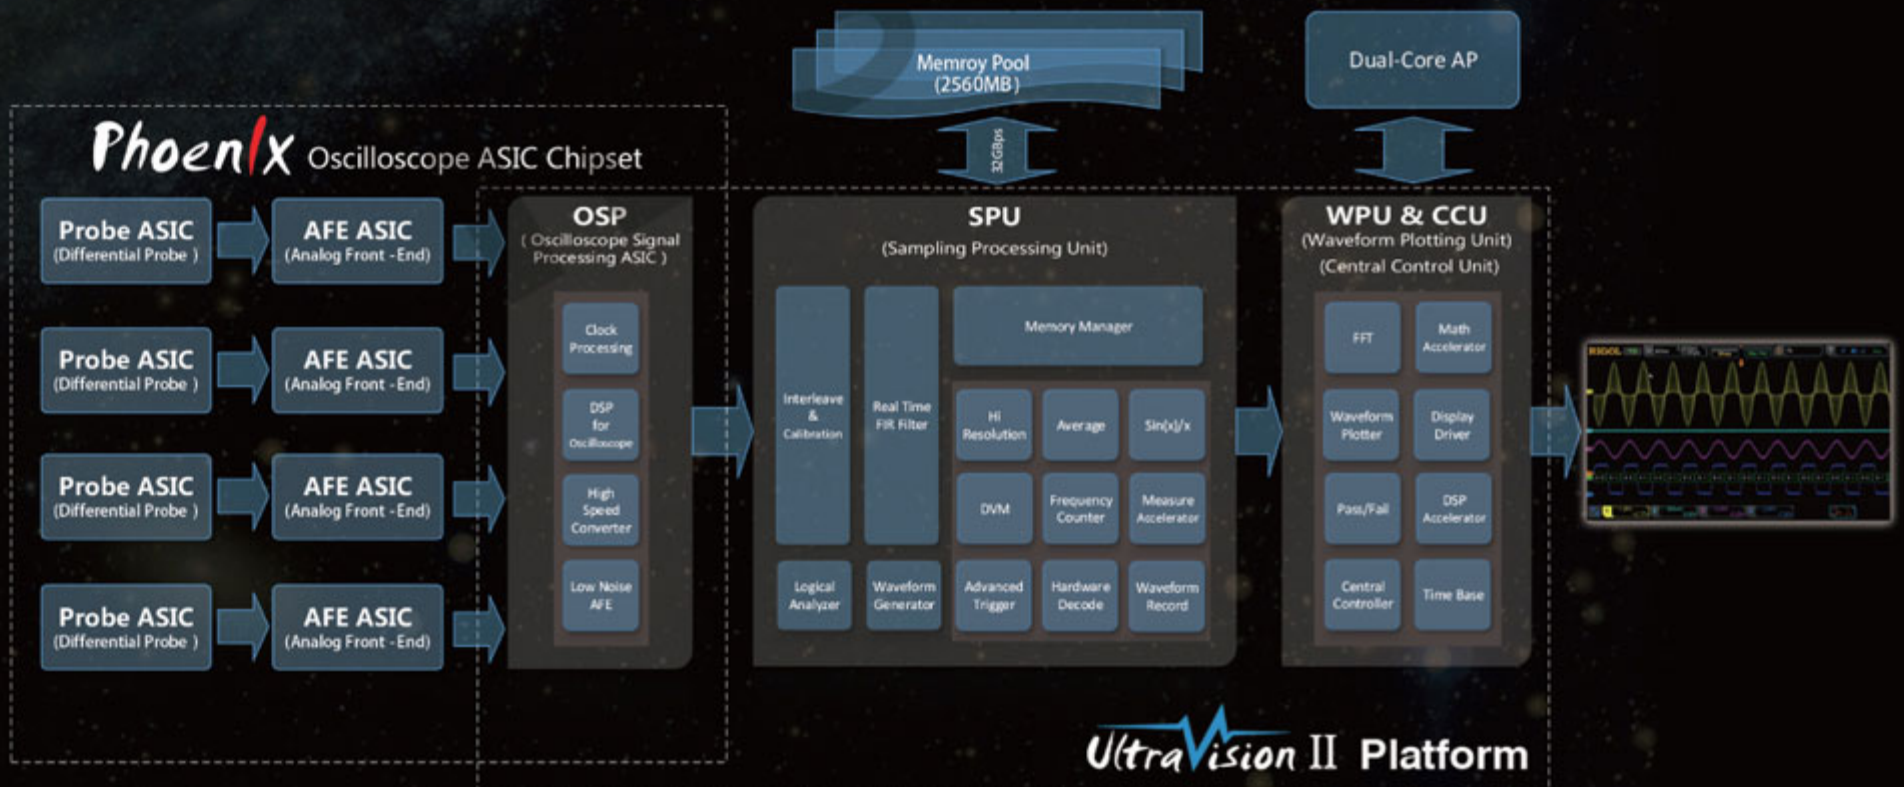 Memroy Pool
(2560MB)
Dual-Core AP
32GBps
Phoenix Oscilloscope ASIC Chipset
Probe ASIC
(Differential Probe )
AFE ASIC
(Analog Front -End)
Probe ASIC
(Differential Probe )
AFE ASIC
(Analog Front -End)
Probe ASIC
(Differential Probe )
AFE ASIC
(Analog Front -End)
Probe ASIC
(Differential Probe )
AFE ASIC
(Analog Front -End)
OSP
( Oscilloscope Signal
Processing ASIC )
Clock
Processing
DSP
for
Oscilloscope
High
Speed
Converter
Low Noise
AFE
SPU
(Sampling Processing Unit)
Interleave
&
Calibration
Real Time
FIR Filter
Memory Manager
Hi
Resolution
Average
Sin(x)/x
DVM
Frequency
Counter
Measure
Accelerator
Logical
Analyzer
Waveform
Generator
Advanced
Trigger
Hardware
Decode
Waveform
Record
WPU & CCU
(Waveform Plotting Unit)
(Central Control Unit)
FFT
Math
Accelerator
Waveform
Plotter
Display
Driver
Pass/Fail
DSP
Accelerator
Central
Controller
Time Base
RIGOL
UltraVision II Platform